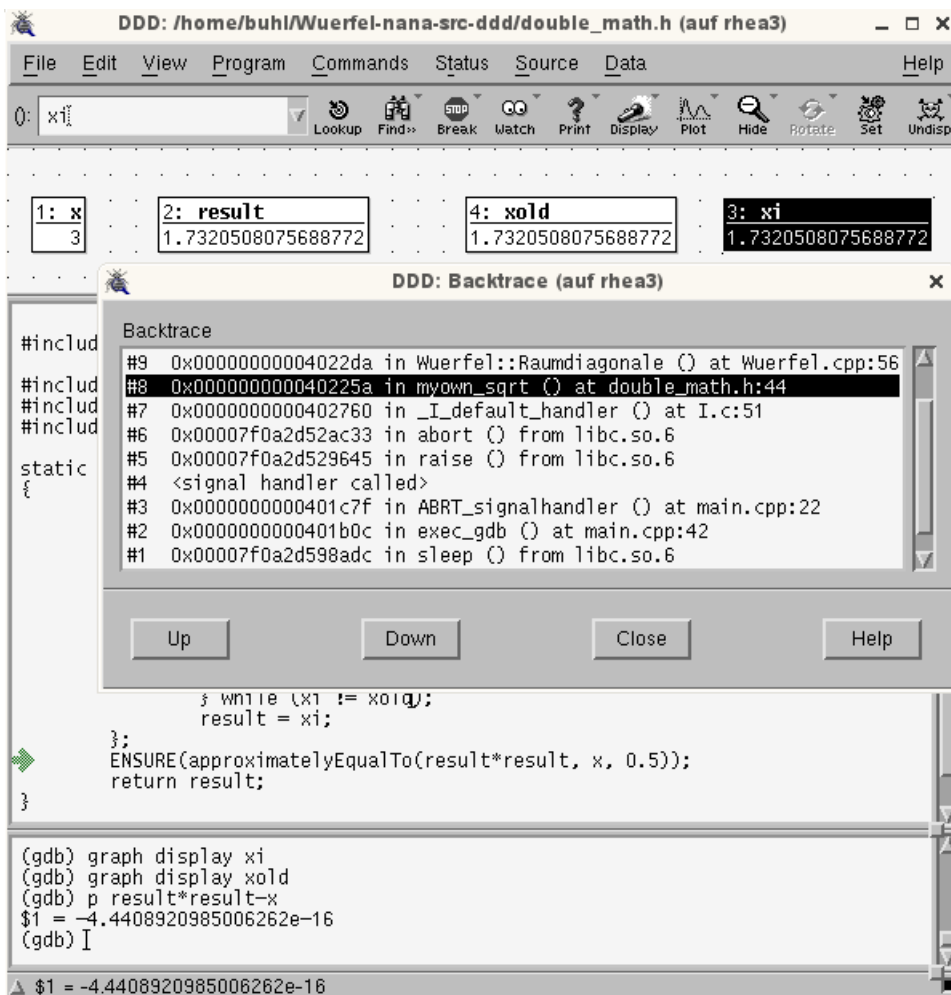 DDD: /home/buhl/Wuerfel-nana-src-ddd/double_math.h (auf rhea3)
File Edit View Program Commands Status Source Data Help
(): xi
Lookup Find>> Break Watch Print Display Plot Hide Rotate Set Undisp
STOP
1: x
3
2: result
1.7320508075688772
4: xold
1.7320508075688772
3: xi
1.7320508075688772
DDD: Backtrace (auf rhea3)
Backtrace
#9 0x00000000004022da in Wuerfel::Raumdiagonale () at Wuerfel.cpp:56
#8 0x000000000040225a in myown_sqrt () at double_math.h:44
#7 0x0000000000402760 in _I_default_handler () at I.c:51
#6 0x00007f0a2d52ac33 in abort () from libc.so.6
#5 0x00007f0a2d529645 in raise () from libc.so.6
#4 <signal handler called>
#3 0x0000000000401c7f in ABRT_signalhandler () at main.cpp:22
#2 0x0000000000401b0c in exec_gdb () at main.cpp:42
#1 0x00007f0a2d598adc in sleep () from libc.so.6
Up Down Close Help
#includ
#includ
#includ
#includ
static
{
} while (xi != xold);
result = xi;
};
ENSURE(approximatelyEqualTo(result*result, x, 0.5));
return result;
}
(gdb) graph display xi
(gdb) graph display xold
(gdb) p result*result-x
$1 = -4.4408920985006262e-16
(gdb)
$1 = -4.4408920985006262e-16